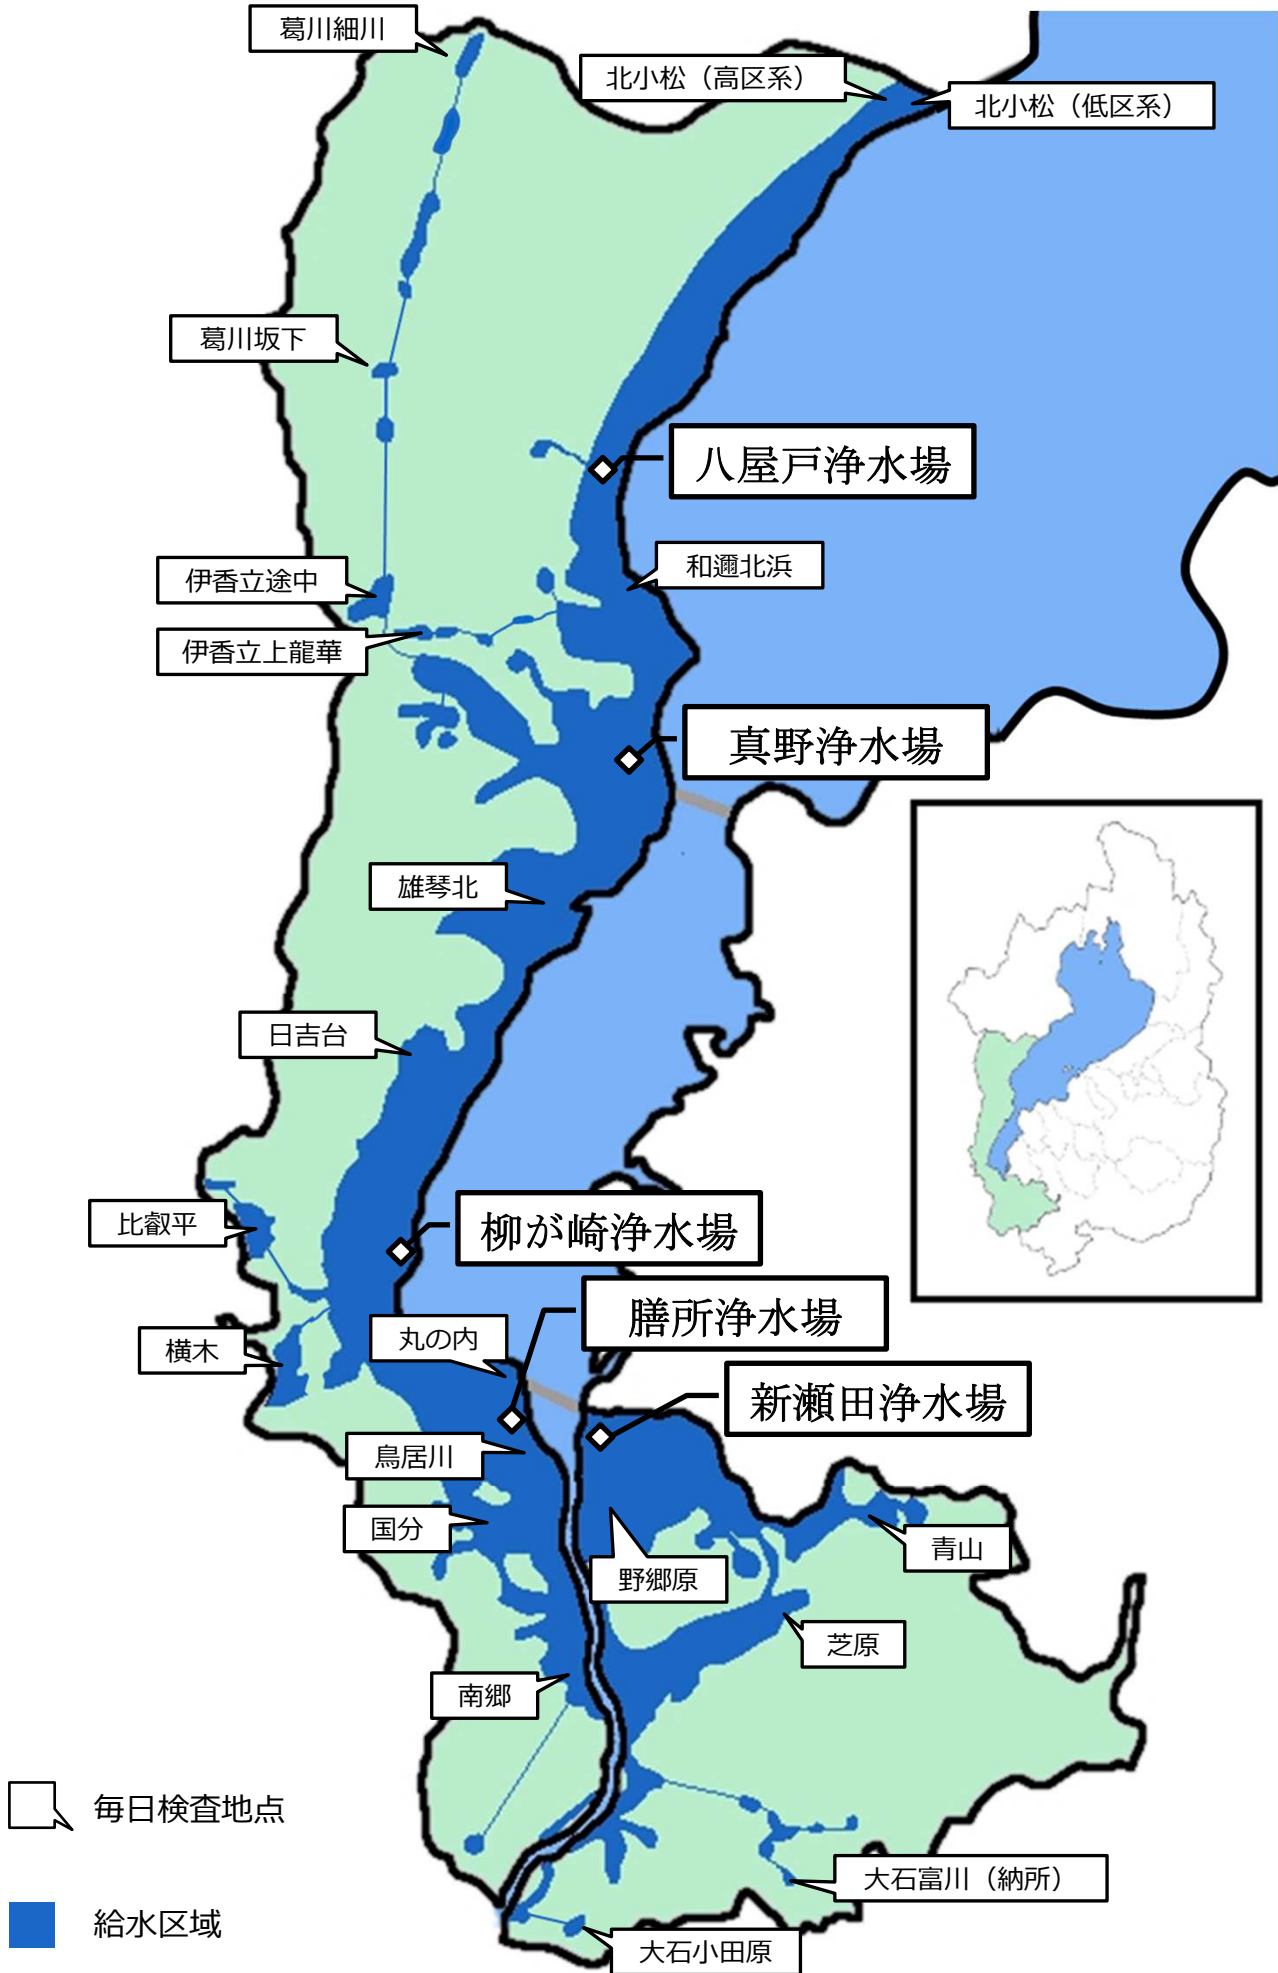 葛川細川
北小松（高区系）
北小松（低区系）
葛川坂下
八屋戸浄水場
和邇北浜
伊香立途中
伊香立上龍華
真野浄水場
雄琴北
日吉台
比叡平
柳が崎浄水場
膳所浄水場
丸の内
横木
新瀬田浄水場
鳥居川
国分
青山
野郷原
芝原
南郷
毎日検査地点
大石富川（納所）
給水区域
大石小田原